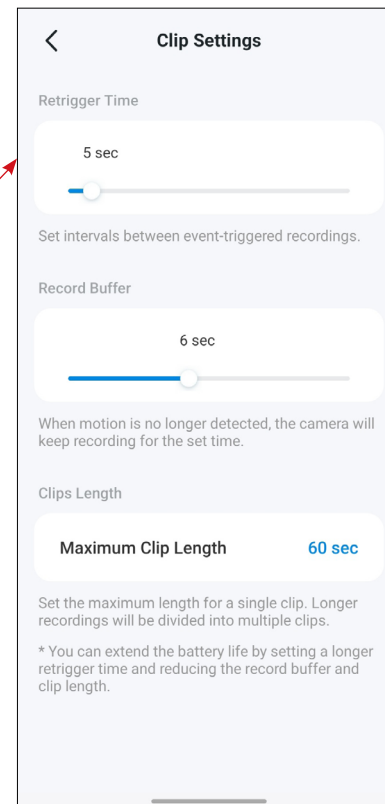 Clip Settings
Retrigger Time
5 sec
Set intervals between event-triggered recordings.
Record Buffer
6 sec
When motion is no longer detected, the camera will
keep recording for the set time.
Clips Length
Maximum Clip Length 60 sec
Set the maximum length for a single clip. Longer
recordings will be divided into multiple clips.
* You can extend the battery life by setting a longer
retrigger time and reducing the record buffer and
clip length.